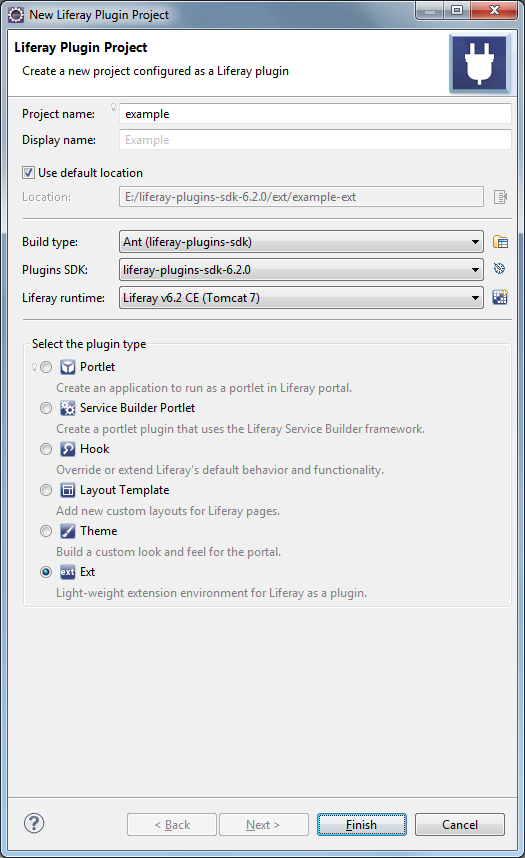 New Liferay Plugin Project
Liferay Plugin Project
Create a new project configured as a Liferay plugin
Project name: example
Display name: Example
Use default location
Location: E:/liferay-plugins-sdk-6.2.0/ext/example-ext
Build type: Ant (liferay-plugins-sdk)
Plugins SDK: liferay-plugins-sdk-6.2.0
Liferay runtime: Liferay v6.2 CE (Tomcat 7)
Select the plugin type
Portlet
Create an application to run as a portlet in Liferay portal.
Service Builder Portlet
Create a portlet plugin that uses the Liferay Service Builder framework.
Hook
Override or extend Liferay's default behavior and functionality.
Layout Template
Add new custom layouts for Liferay pages.
Theme
Build a custom look and feel for the portal.
ext Ext
Light-weight extension environment for Liferay as a plugin.
? < Back Next > Finish Cancel